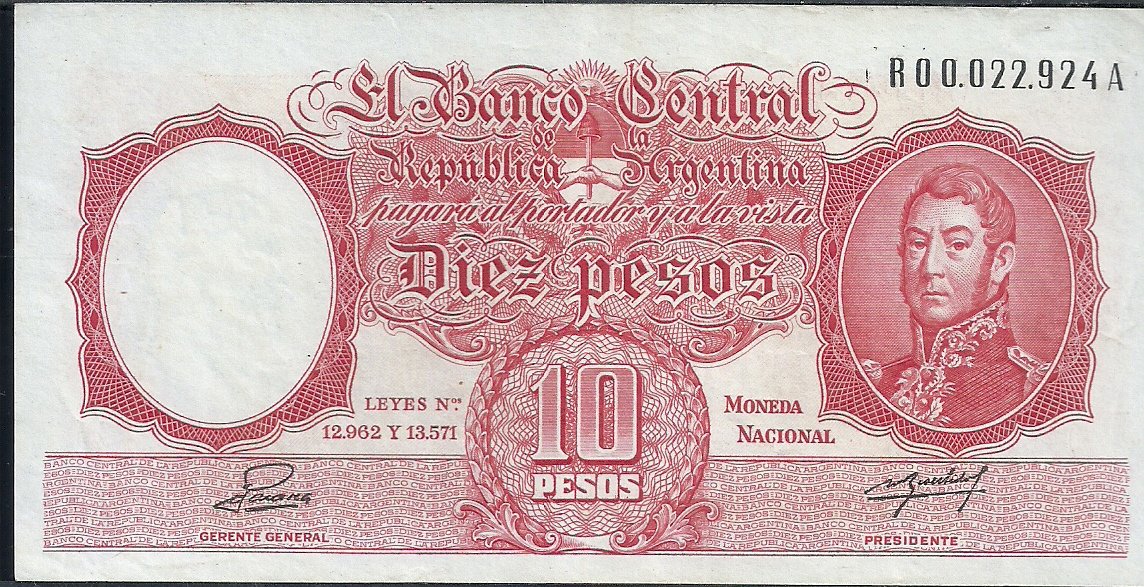 R00.022.924A
El Banco Central
de la
República Argentina
pagará al portador y a la vista
Diez pesos
LEYES Nos.
12.962 Y 13.571
10
PESOS
MONEDA
NACIONAL
GERENTE GENERAL
PRESIDENTE